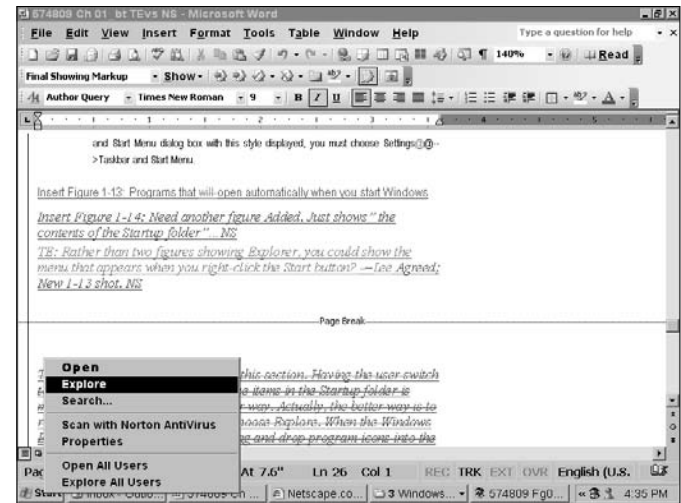 574809 Ch 01 bt TEvs NS - Microsoft Word
File Edit View Insert Format Tools Table Window Help Type a question for help
140% Read
Final Showing Markup Show
Author Query Times New Roman 9 B I U A
1 2 3 4 5
and Start Menu dialog box with this style displayed, you must choose Settings
>Taskbar and Start Menu.
Insert Figure 1-13: Programs that will open automatically when you start Windows
Insert Figure 1-14: Need another figure Added. Just shows "the
contents of the Startup folder"... NS
TE: Rather than two figures showing Explorer, you could show the
menu that appears when you right-click the Start button? —Lee Agreed;
New 1-13 shot. NS
Page Break
this section. Having the user switch
items in the Startup folder is
way. Actually, the better way is to
choose Explore. When the Windows
and drop program icons into the
Open
Explore
Search...
Scan with Norton AntiVirus
Properties
Open All Users
Explore All Users
At 7.6" Ln 26 Col 1 REC TRK EXT OVR English (U.S.
Start 574809 Ch ... Netscape.co... 3 Windows... 574809 Fg0... 4:35 PM